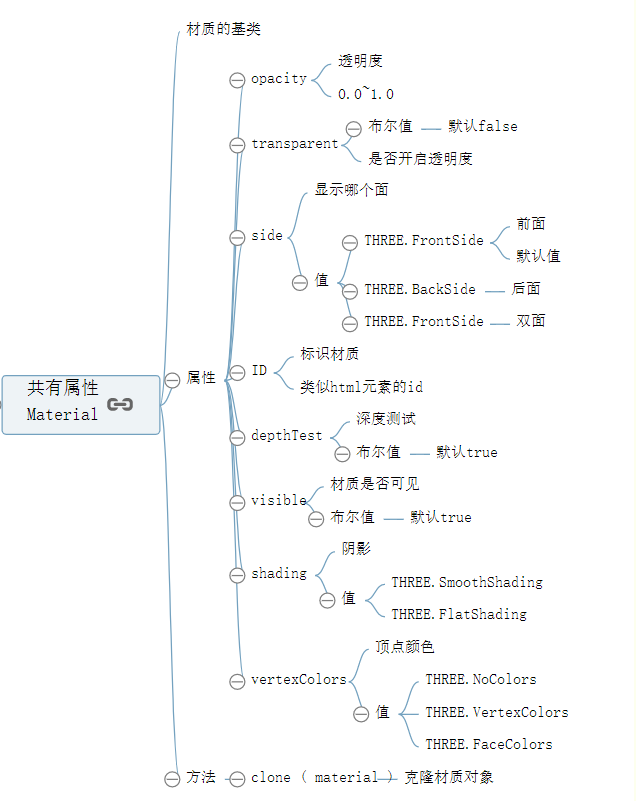 材质的基类
opacity
透明度
0.0~1.0
transparent
布尔值
默认false
是否开启透明度
side
显示哪个面
值
THREE.FrontSide
前面
默认值
THREE.BackSide
后面
THREE.FrontSide
双面
共有属性
Material
属性
ID
标识材质
类似html元素的id
depthTest
深度测试
布尔值
默认true
visible
材质是否可见
布尔值
默认true
shading
阴影
值
THREE.SmoothShading
THREE.FlatShading
vertexColors
顶点颜色
值
THREE.NoColors
THREE.VertexColors
THREE.FaceColors
方法
clone ( material )
克隆材质对象